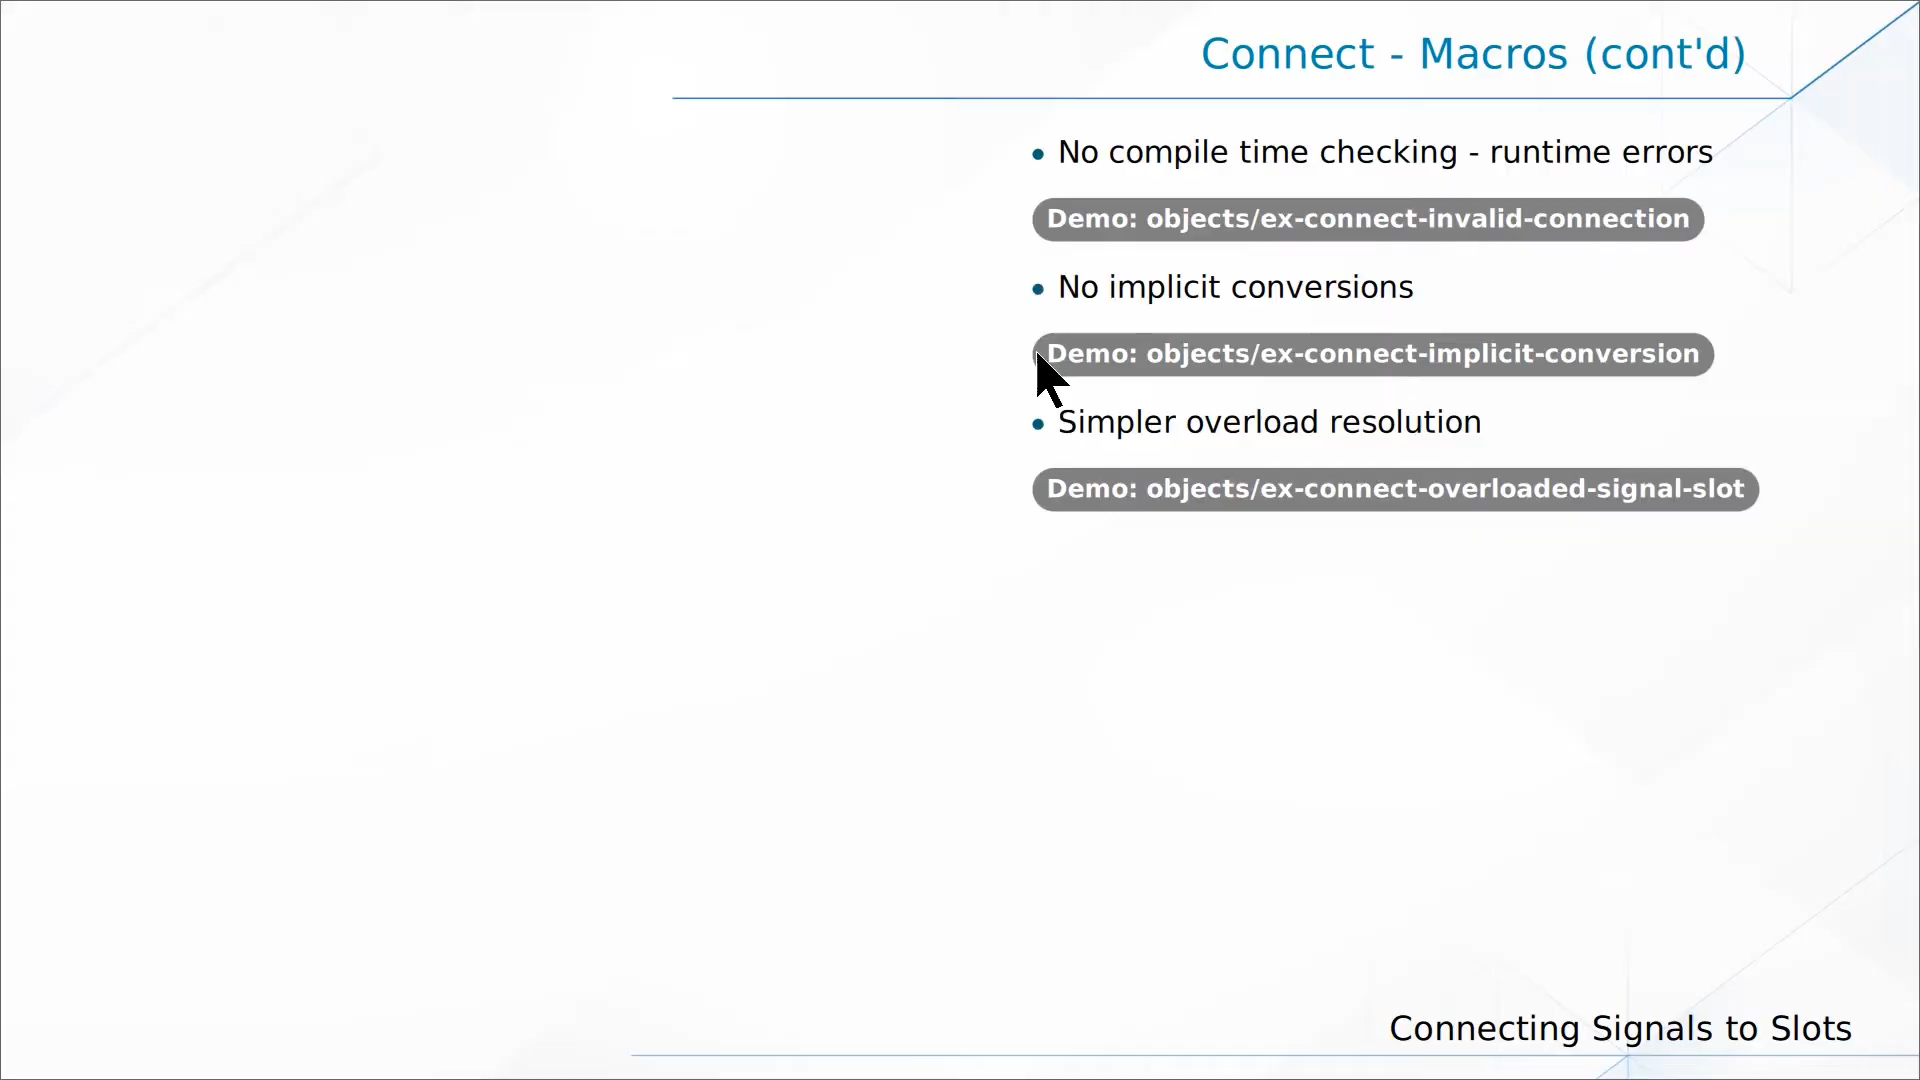 Connect - Macros (cont'd)
• No compile time checking - runtime errors
Demo: objects/ex-connect-invalid-connection
• No implicit conversions
Demo: objects/ex-connect-implicit-conversion
• Simpler overload resolution
Demo: objects/ex-connect-overloaded-signal-slot
Connecting Signals to Slots